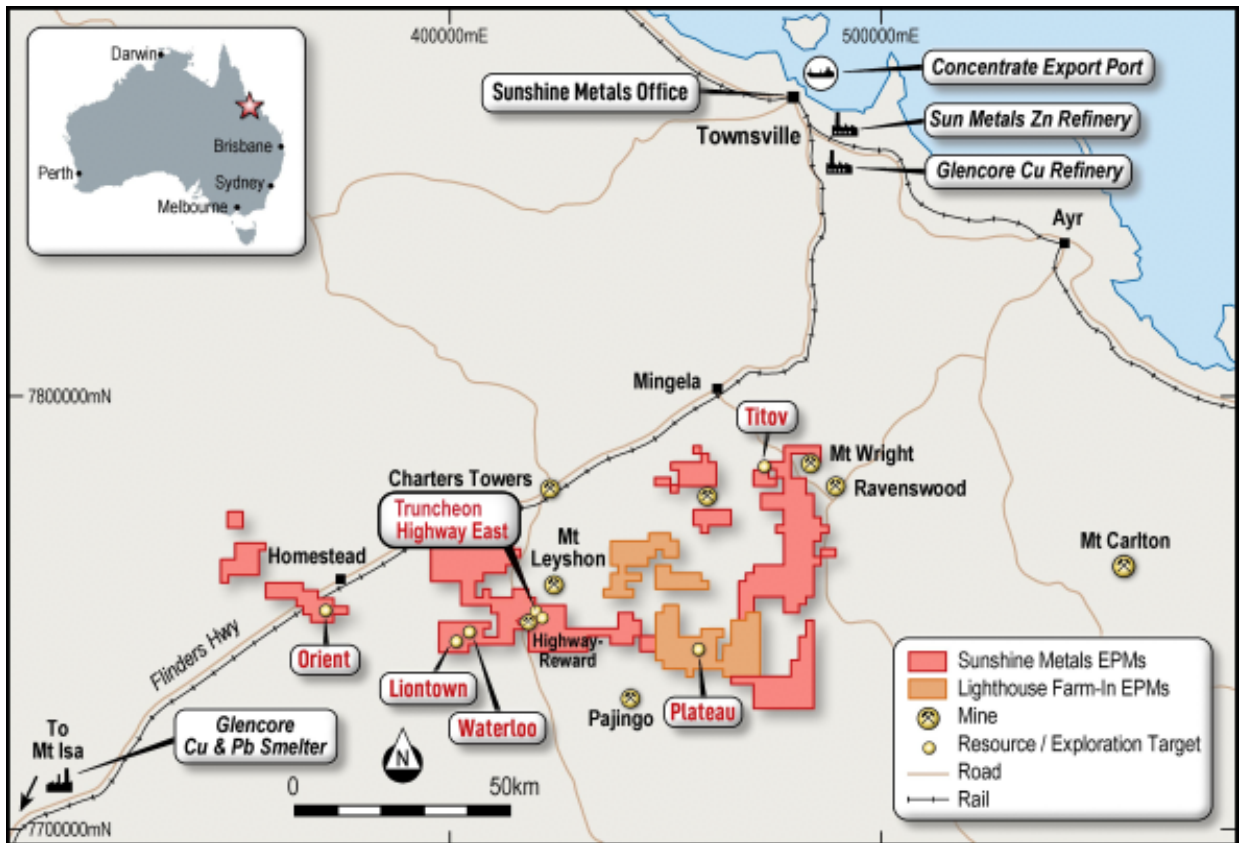 400000mE
500000mE
Darwin
Brisbane
Perth
Sydney
Melbourne
Sunshine Metals Office
Concentrate Export Port
Sun Metals Zn Refinery
Townsville
Glencore Cu Refinery
Ayr
Mingela
7800000mN
Titov
Mt Wright
Charters Towers
Ravenswood
Truncheon
Highway East
Mt
Leyshon
Homestead
Mt Carlton
Flinders Hwy
Orient
Highway-
Reward
Liontown
Waterloo
Pajingo
Plateau
To
Mt Isa
Glencore
Cu & Pb Smelter
N
0
50km
7700000mN
Sunshine Metals EPMs
Lighthouse Farm-In EPMs
Mine
Resource / Exploration Target
Road
Rail